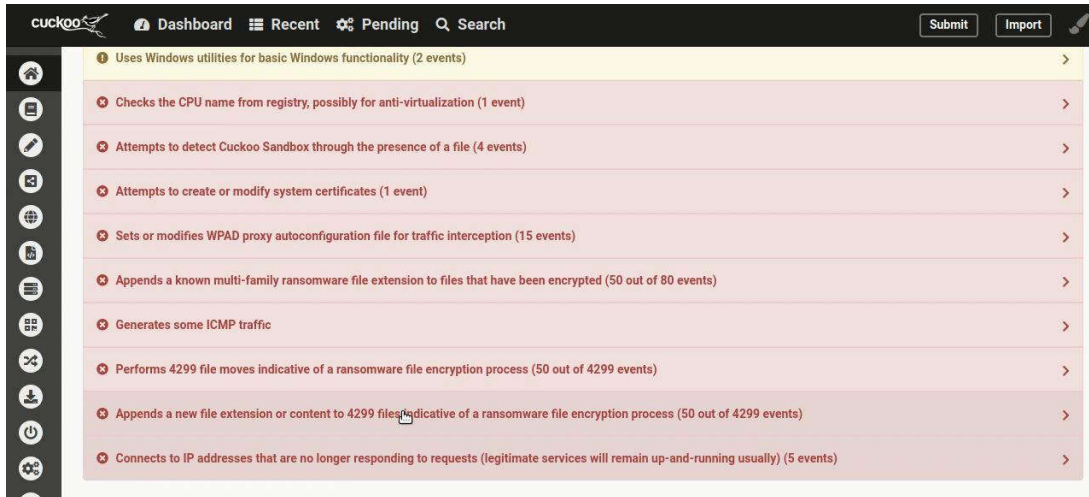 cuckoo Dashboard Recent Pending Search Submit Import
Uses Windows utilities for basic Windows functionality (2 events)
Checks the CPU name from registry, possibly for anti-virtualization (1 event)
Attempts to detect Cuckoo Sandbox through the presence of a file (4 events)
Attempts to create or modify system certificates (1 event)
Sets or modifies WPAD proxy autoconfiguration file for traffic interception (15 events)
Appends a known multi-family ransomware file extension to files that have been encrypted (50 out of 80 events)
Generates some ICMP traffic
Performs 4299 file moves indicative of a ransomware file encryption process (50 out of 4299 events)
Appends a new file extension or content to 4299 files indicative of a ransomware file encryption process (50 out of 4299 events)
Connects to IP addresses that are no longer responding to requests (legitimate services will remain up-and-running usually) (5 events)